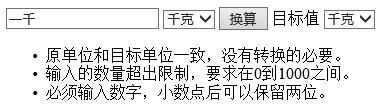 一千 千克 换算 目标值 千克
• 原单位和目标单位一致，没有转换的必要。
• 输入的数量超出限制，要求在0到1000之间。
• 必须输入数字，小数点后可以保留两位。